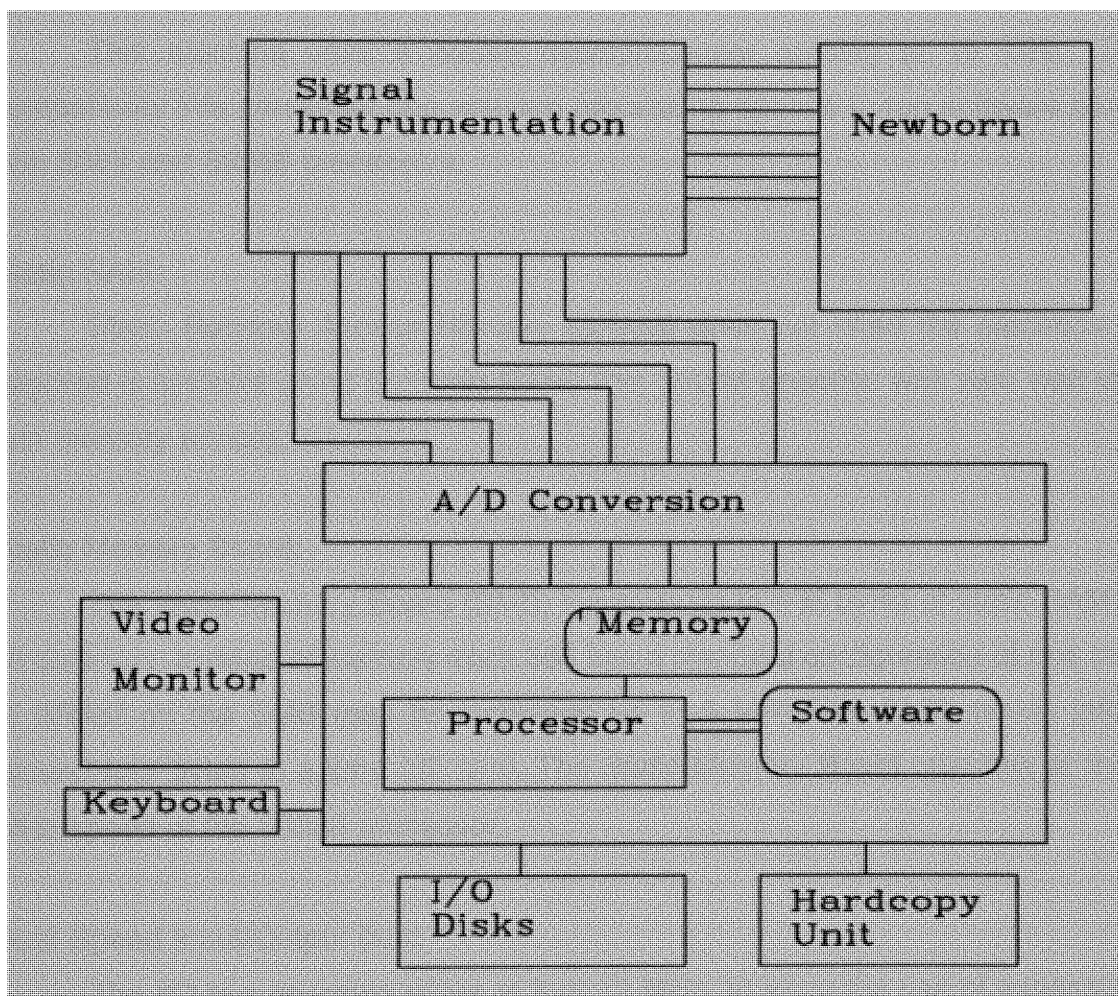 Signal
Instrumentation
Newborn
A/D Conversion
Video
Monitor
Memory
Processor
Software
Keyboard
I/O
Disks
Hardcopy
Unit